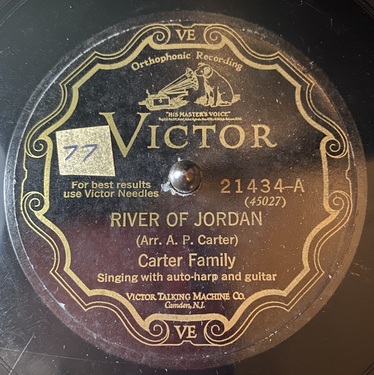 VE
Orthophonic Recording
"HIS MASTER'S VOICE"
VICTOR
77
For best results
use Victor Needles
21434-A
(45027)
RIVER OF JORDAN
(Arr. A. P. Carter)
Carter Family
Singing with auto-harp and guitar
VICTOR TALKING MACHINE CO.
Camden, N.J.
VE